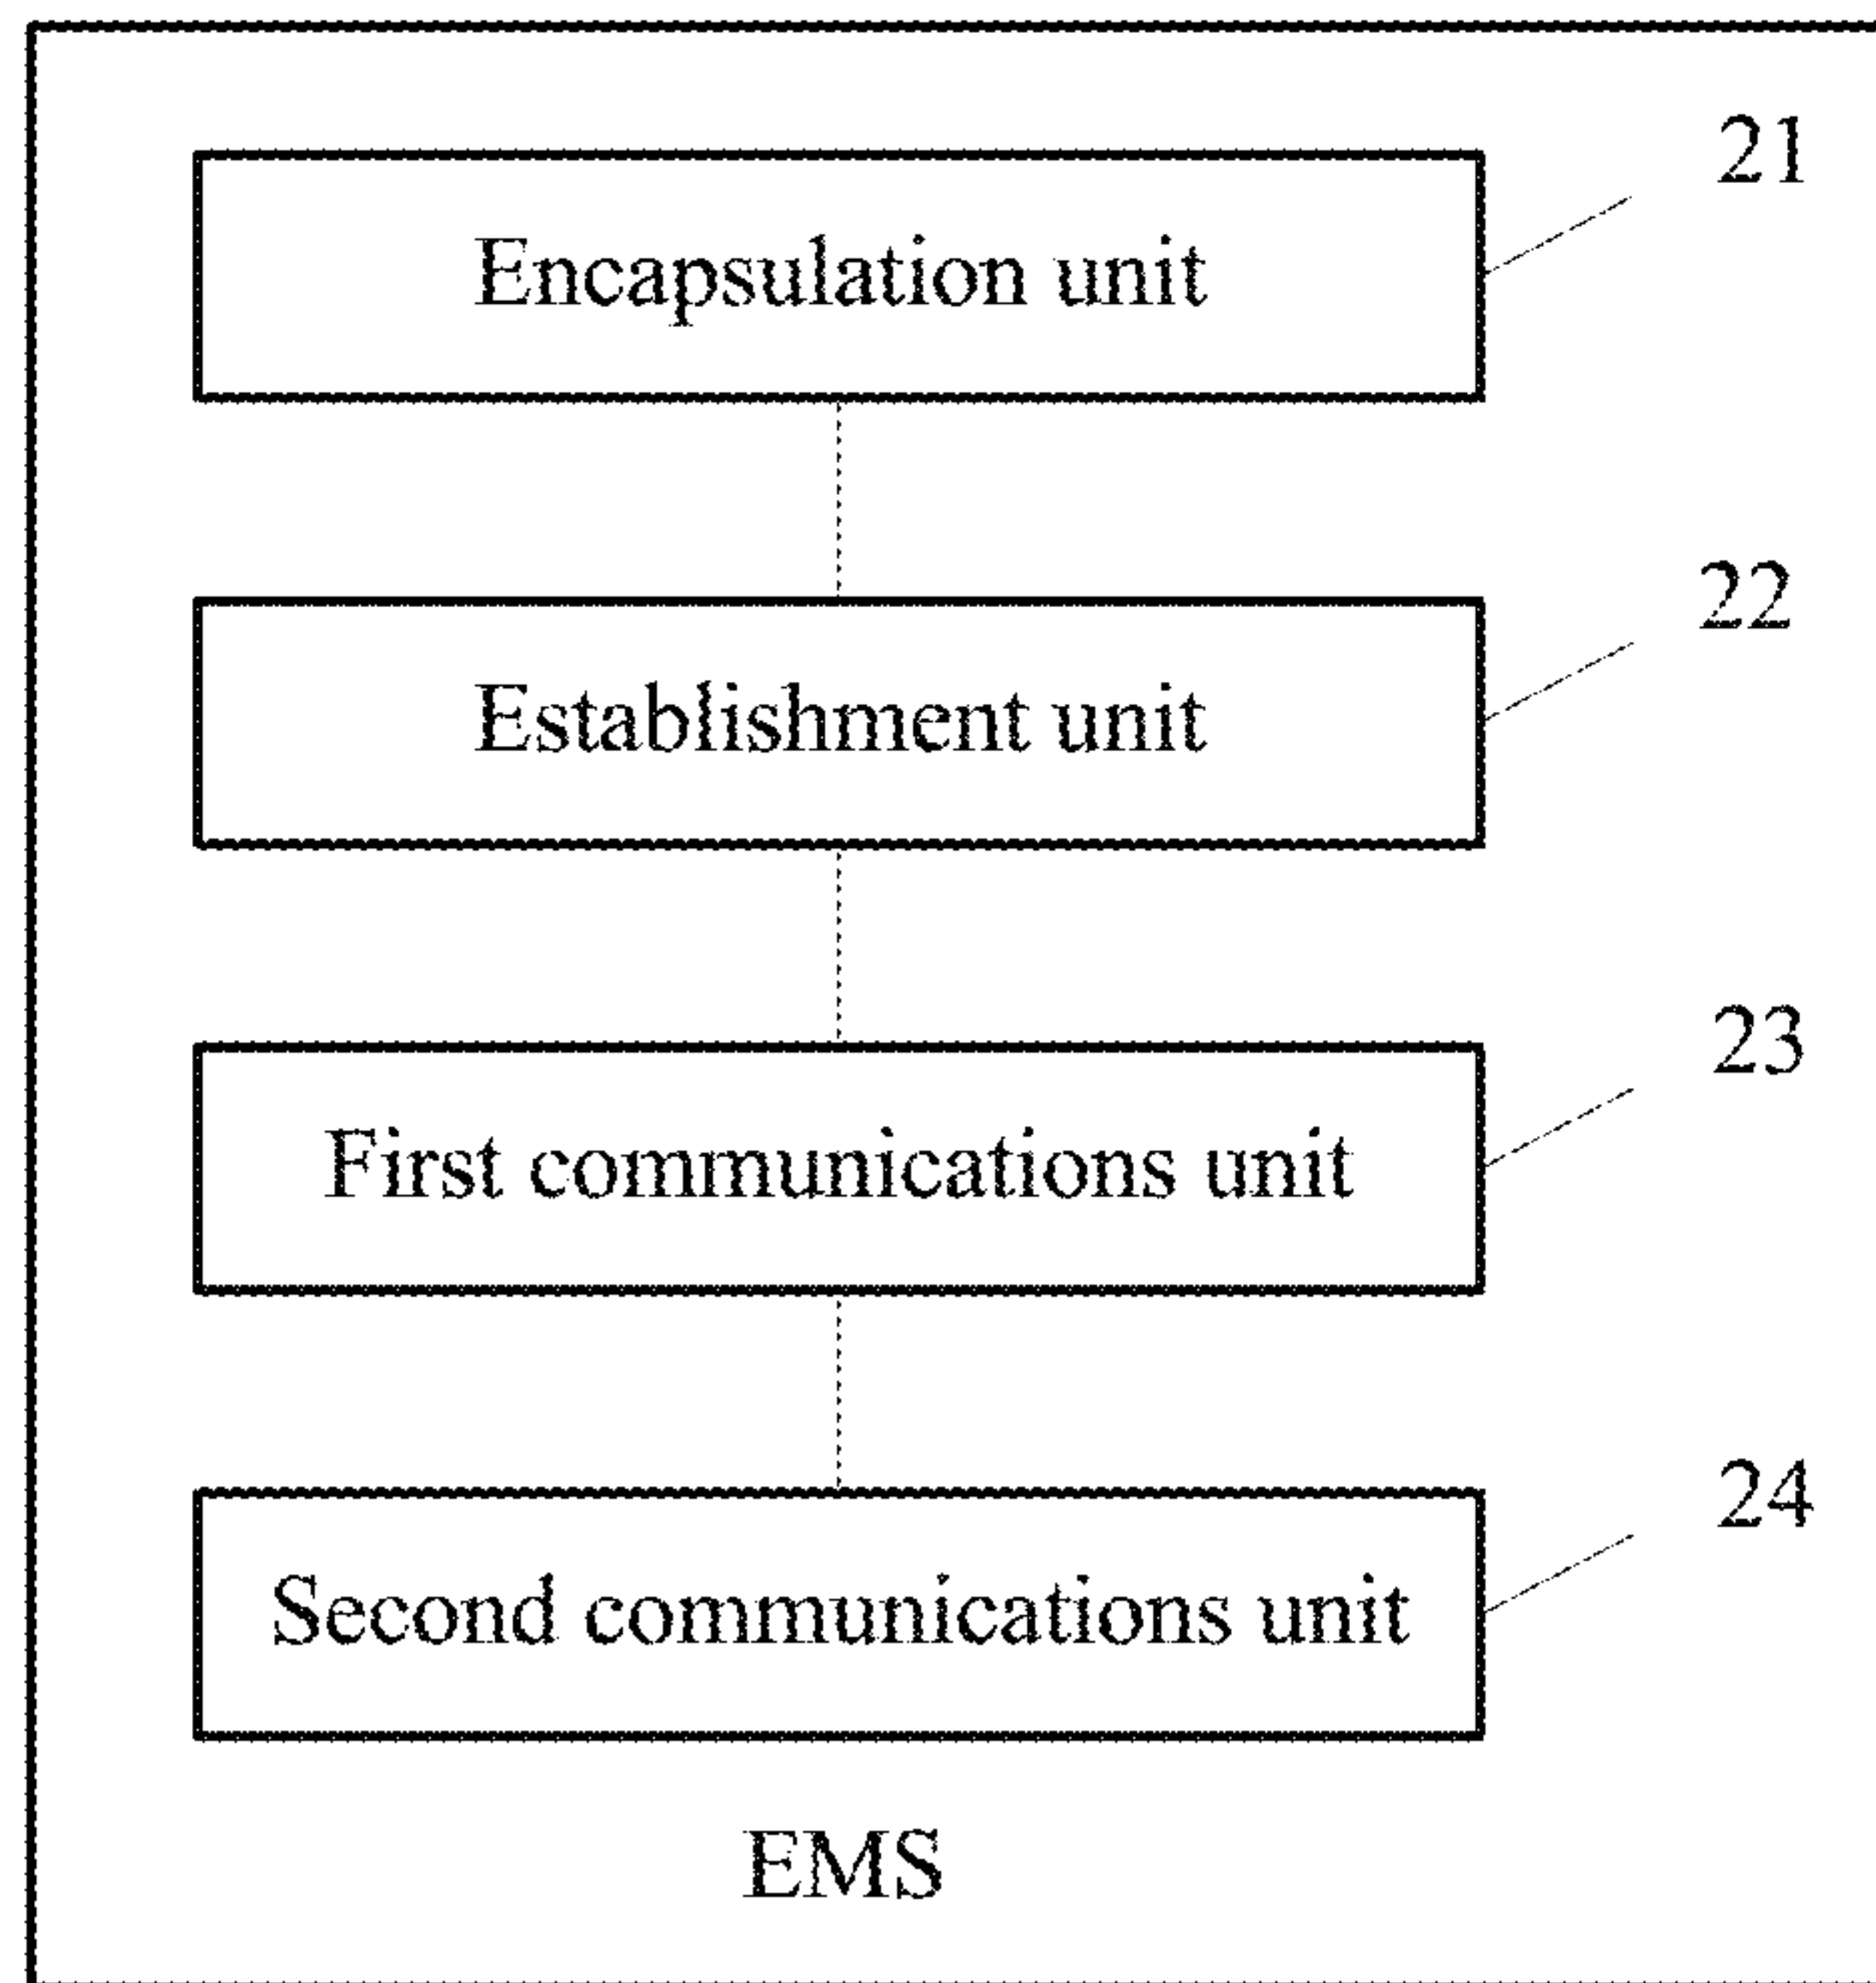 21
Encapsulation unit
22
Establishment unit
23
First communications unit
24
Second communications unit
EMS